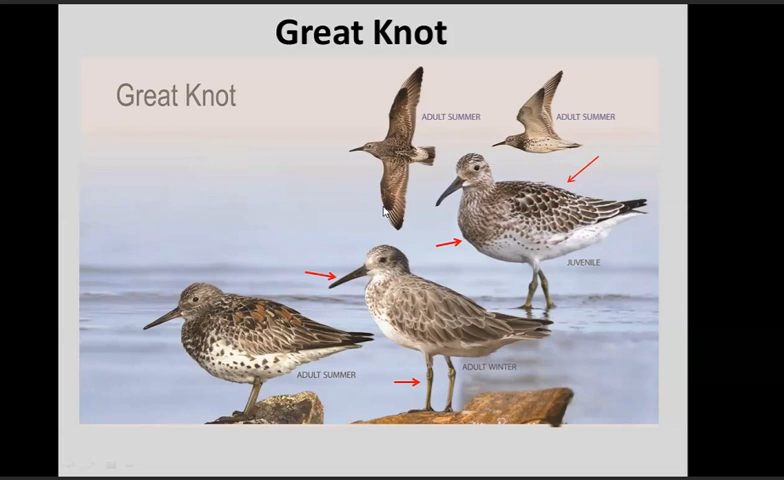 Great Knot
Great Knot
ADULT SUMMER
ADULT SUMMER
JUVENILE
ADULT WINTER
ADULT SUMMER